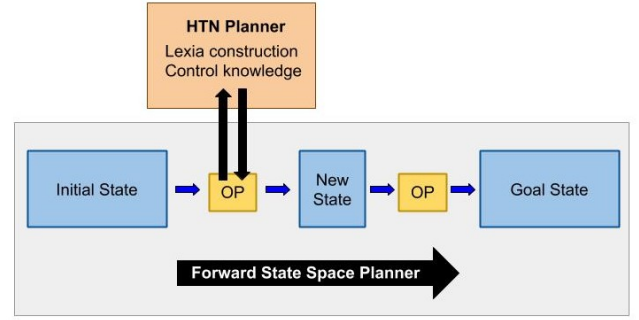 HTN Planner
Lexia construction
Control knowledge
Initial State
OP
New
State
OP
Goal State
Forward State Space Planner